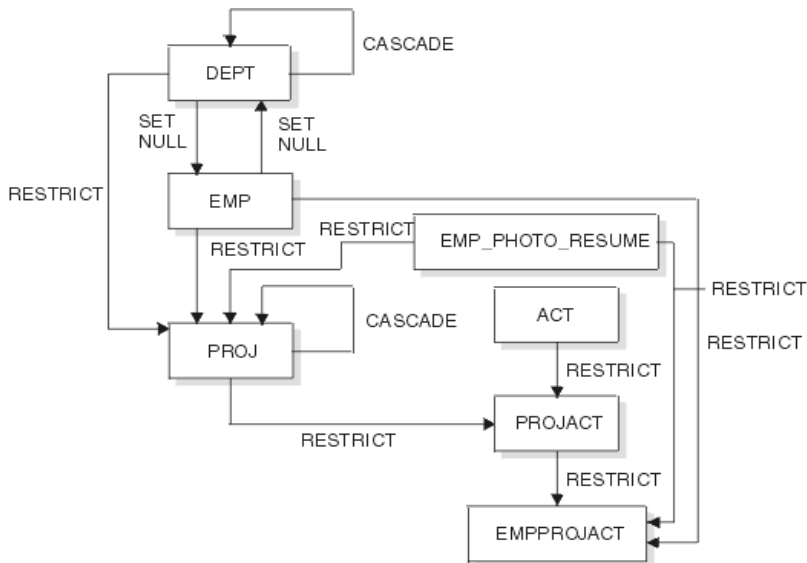 CASCADE
DEPT
SET
NULL
SET
NULL
RESTRICT
EMP
RESTRICT
RESTRICT
EMP_PHOTO_RESUME
RESTRICT
CASCADE
ACT
PROJ
RESTRICT
RESTRICT
PROJACT
RESTRICT
RESTRICT
EMPPROJACT